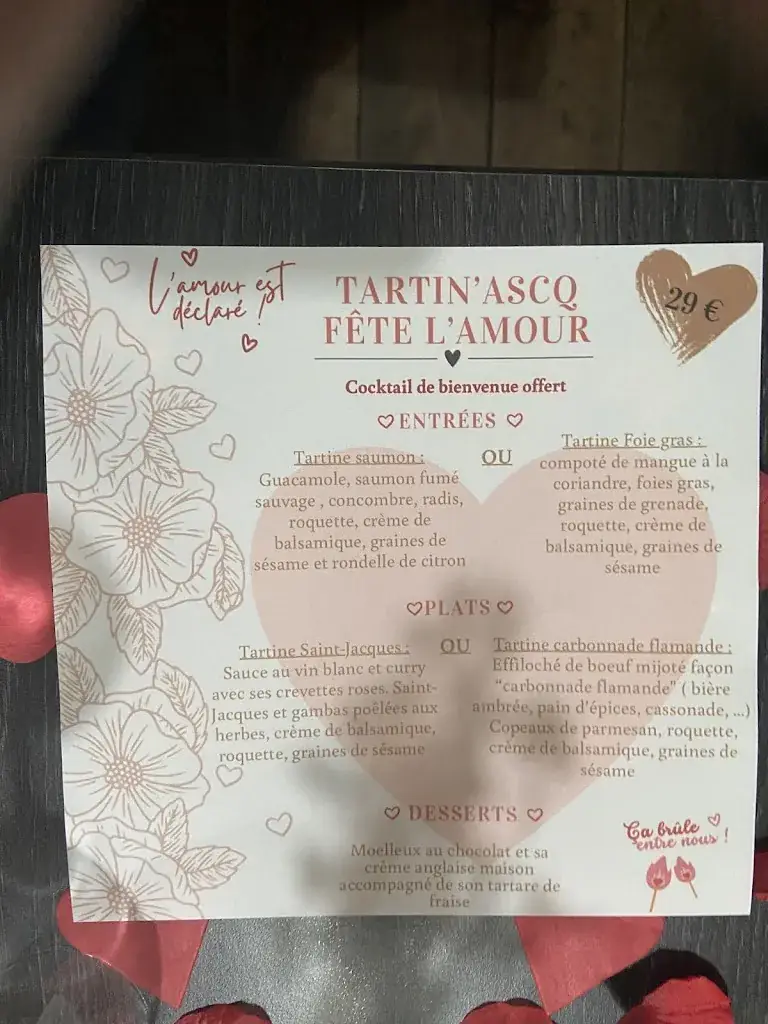 L'amour est
déclaré !
TARTIN'ASCQ
FÊTE L'AMOUR
29 €
Cocktail de bienvenue offert
ENTRÉES
Tartine saumon :
Guacamole, saumon fumé
sauvage , concombre, radis,
roquette, crème de
balsamique, graines de
sésame et rondelle de citron
OU
Tartine Foie gras :
compoté de mangue à la
coriandre, foies gras,
graines de grenade,
roquette, crème de
balsamique, graines de
sésame
PLATS
Tartine Saint-Jacques :
Sauce au vin blanc et curry
avec ses crevettes roses, Saint-
Jacques et gambas poêlées aux
herbes, crème de balsamique,
roquette, graines de sésame
OU
Tartine carbonnade flamande :
Effiloché de boeuf mijoté façon
"carbonnade flamande" ( bière
ambrée, pain d'épices, cassonade, ...)
Copeaux de parmesan, roquette,
crème de balsamique, graines de
sésame
DESSERTS
Moelleux au chocolat et sa
crème anglaise maison
accompagné de son tartare de
fraise
Ça brûle
entre nous !